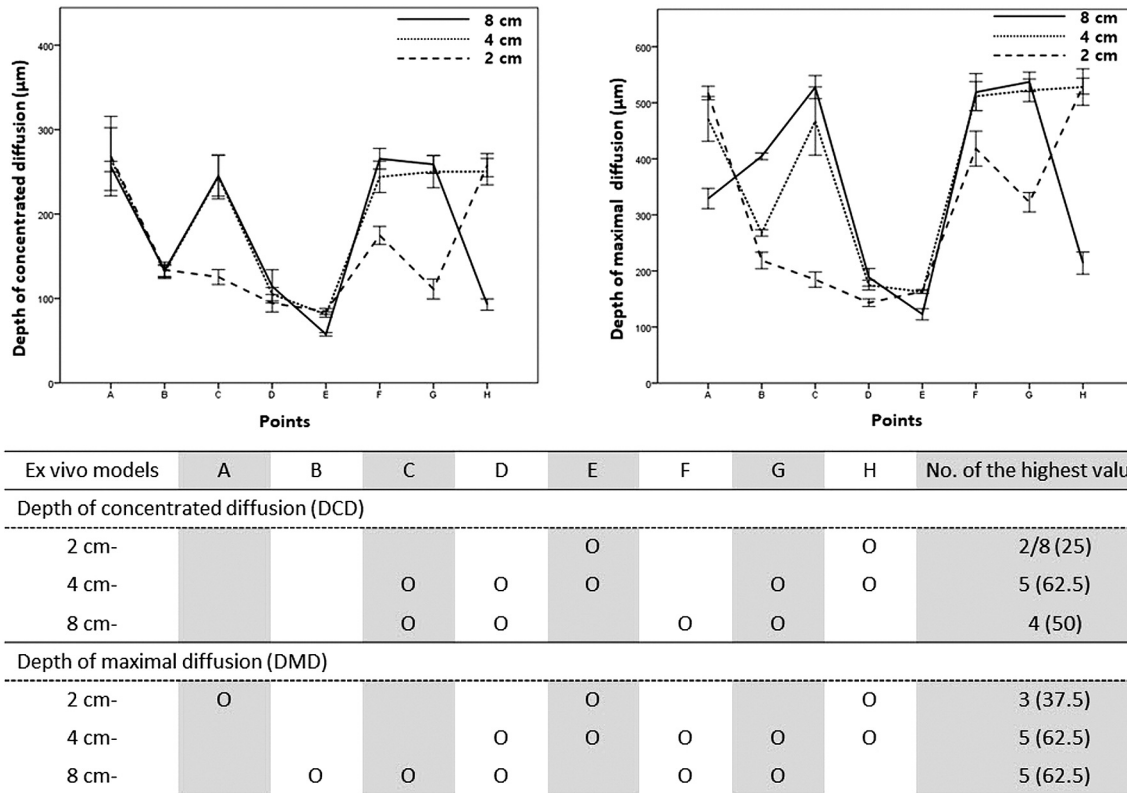 8 cm
4 cm
2 cm
400
300
200
100
0
Depth of concentrated diffusion (µm)
A B C D E F G H
Points
8 cm
4 cm
2 cm
600
500
400
300
200
100
0
Depth of maximal diffusion (µm)
A B C D E F G H
Points
Ex vivo models A B C D E F G H No. of the highest valu
Depth of concentrated diffusion (DCD)
2 cm- O O 2/8 (25)
4 cm- O O O O O 5 (62.5)
8 cm- O O O O 4 (50)
Depth of maximal diffusion (DMD)
2 cm- O O O 3 (37.5)
4 cm- O O O O O 5 (62.5)
8 cm- O O O O O 5 (62.5)